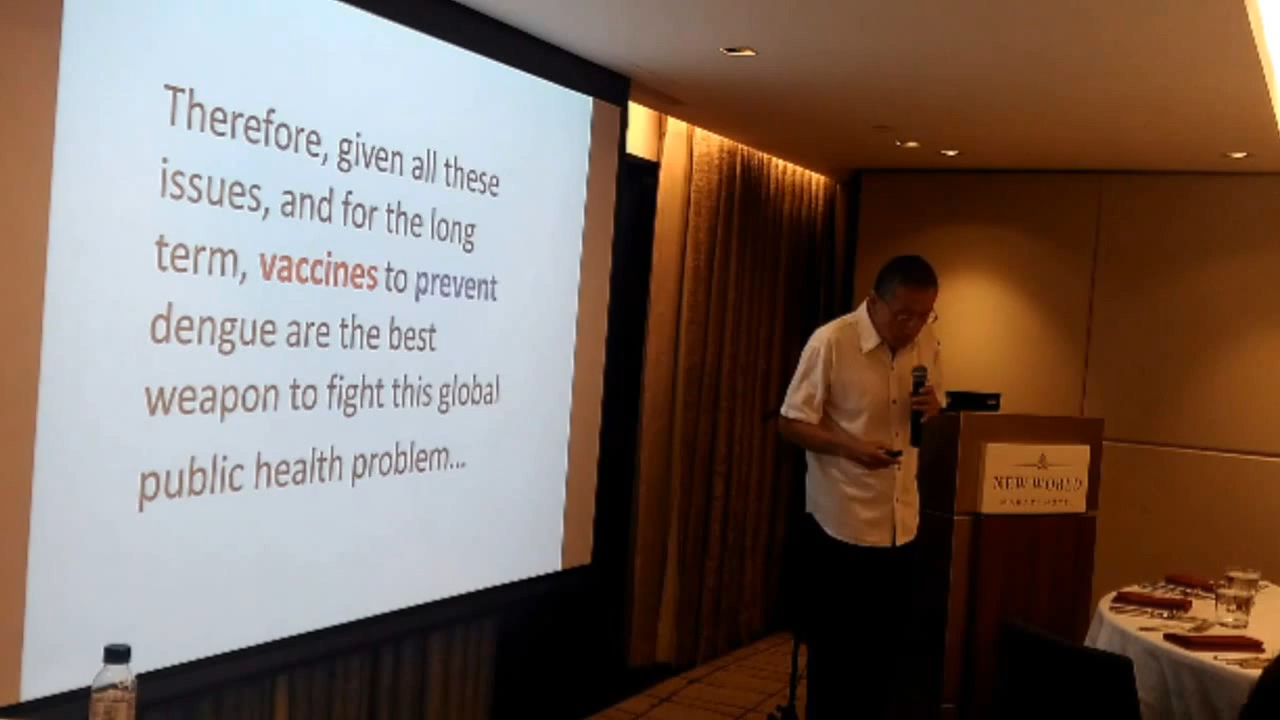 Therefore, given all these
issues, and for the long
term, vaccines to prevent
dengue are the best
weapon to fight this global
public health problem...
NEW WORLD